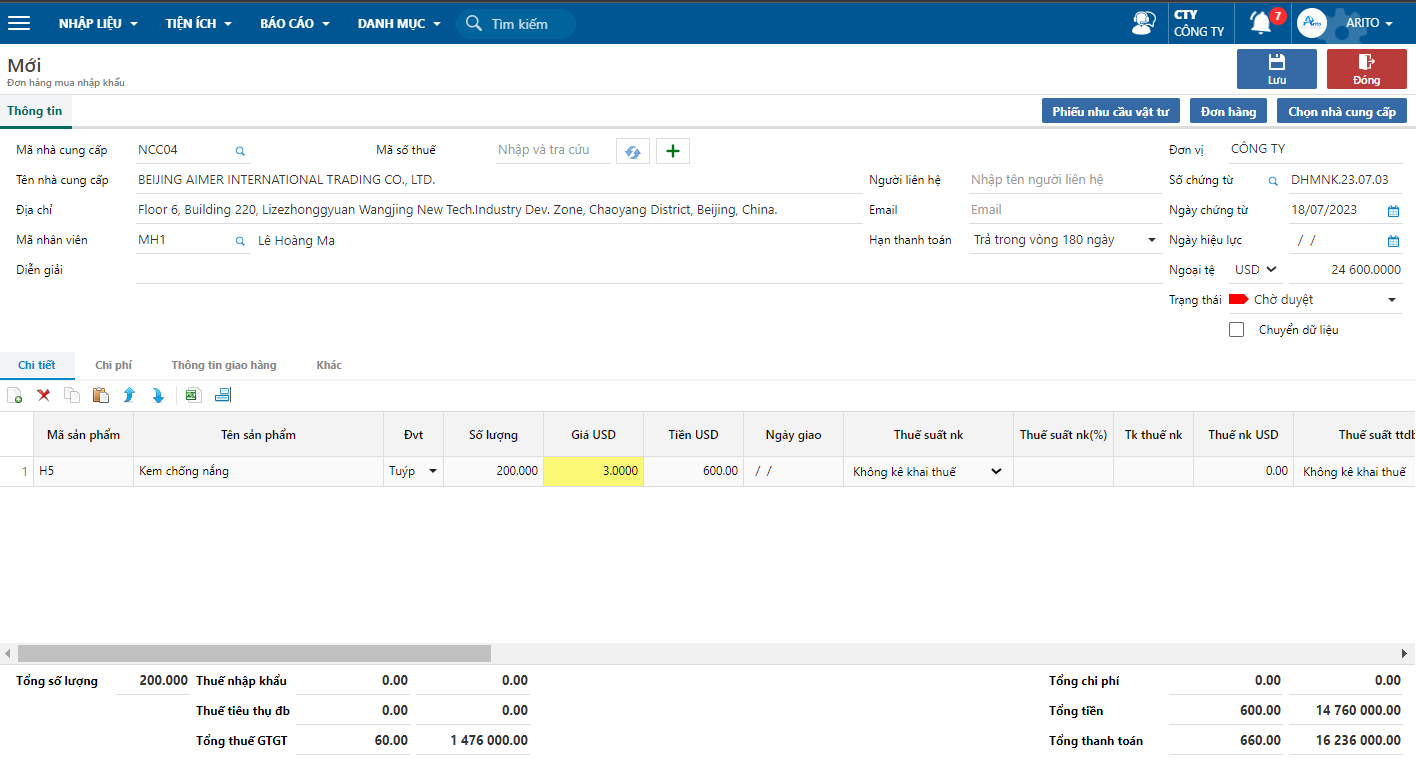 NHẬP LIỆU TIỆN ÍCH BÁO CÁO DANH MỤC Tìm kiếm CTY CÔNG TY 7 Arito ARITO
Mới
Đơn hàng mua nhập khẩu
Lưu Đóng
Thông tin Phiếu nhu cầu vật tư Đơn hàng Chọn nhà cung cấp
Mã nhà cung cấp NCC04 Mã số thuế Nhập và tra cứu Đơn vị CÔNG TY
Tên nhà cung cấp BEIJING AIMER INTERNATIONAL TRADING CO., LTD. Người liên hệ Nhập tên người liên hệ Số chứng từ DHMNK.23.07.03
Địa chỉ Floor 6, Building 220, Lizezhonggyuan Wangjing New Tech.Industry Dev. Zone, Chaoyang District, Beijing, China. Email Email Ngày chứng từ 18/07/2023
Mã nhân viên MH1 Lê Hoàng Ma Hạn thanh toán Trả trong vòng 180 ngày Ngày hiệu lực / /
Diễn giải Ngoại tệ USD 24 600.0000
Trạng thái Chờ duyệt
Chuyển dữ liệu
Chi tiết Chi phí Thông tin giao hàng Khác
Mã sản phẩm Tên sản phẩm Đvt Số lượng Giá USD Tiền USD Ngày giao Thuế suất nk Thuế suất nk(%) Tk thuế nk Thuế nk USD Thuế suất ttđb
1 H5 Kem chống nắng Tuýp 200.000 3.0000 600.00 / / Không kê khai thuế 0.00 Không kê khai thuế
Tổng số lượng 200.000 Thuế nhập khẩu 0.00 0.00 Tổng chi phí 0.00 0.00
Thuế tiêu thụ đb 0.00 0.00 Tổng tiền 600.00 14 760 000.00
Tổng thuế GTGT 60.00 1 476 000.00 Tổng thanh toán 660.00 16 236 000.00